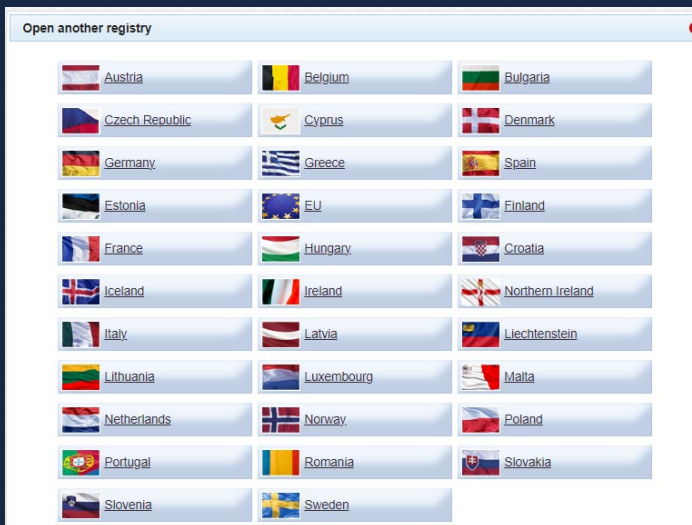 Open another registry
Austria
Belgium
Bulgaria
Czech Republic
Cyprus
Denmark
Germany
Greece
Spain
Estonia
EU
Finland
France
Hungary
Croatia
Iceland
Ireland
Northern Ireland
Italy
Latvia
Liechtenstein
Lithuania
Luxembourg
Malta
Netherlands
Norway
Poland
Portugal
Romania
Slovakia
Slovenia
Sweden